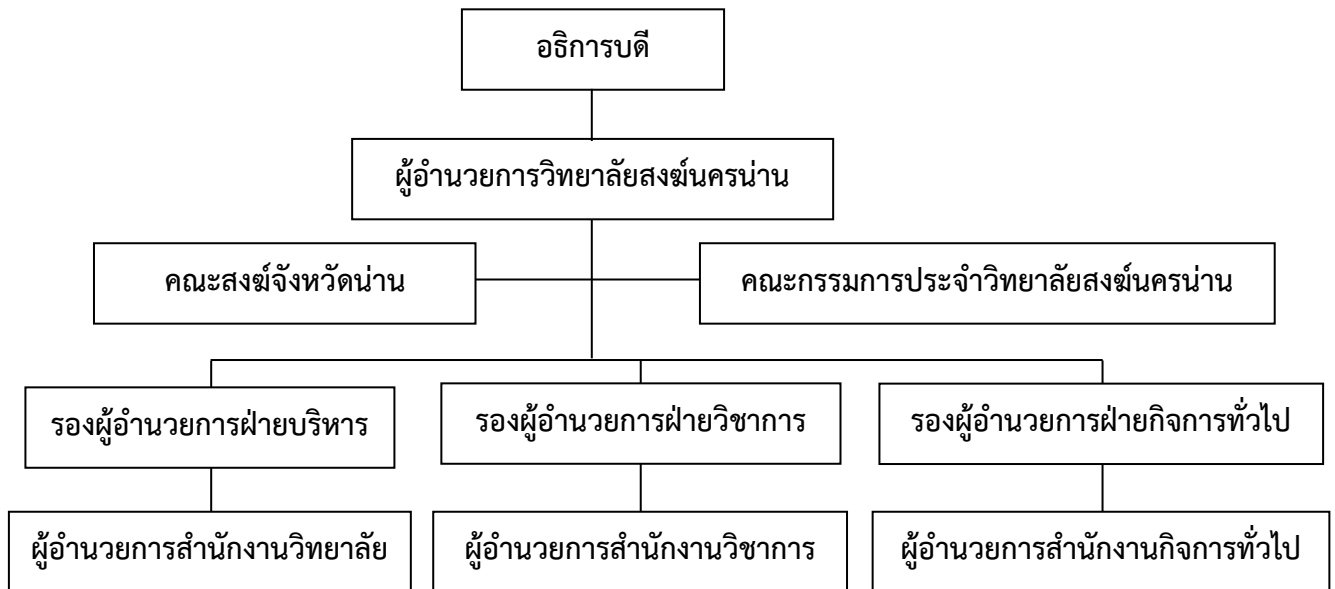 อธิการบดี
ผู้อำนวยการวิทยาลัยสงฆ์นครน่าน
คณะสงฆ์จังหวัดน่าน
คณะกรรมการประจำวิทยาลัยสงฆ์นครน่าน
รองผู้อำนวยการฝ่ายบริหาร
รองผู้อำนวยการฝ่ายวิชาการ
รองผู้อำนวยการฝ่ายกิจการทั่วไป
ผู้อำนวยการสำนักงานวิทยาลัย
ผู้อำนวยการสำนักงานวิชาการ
ผู้อำนวยการสำนักงานกิจการทั่วไป